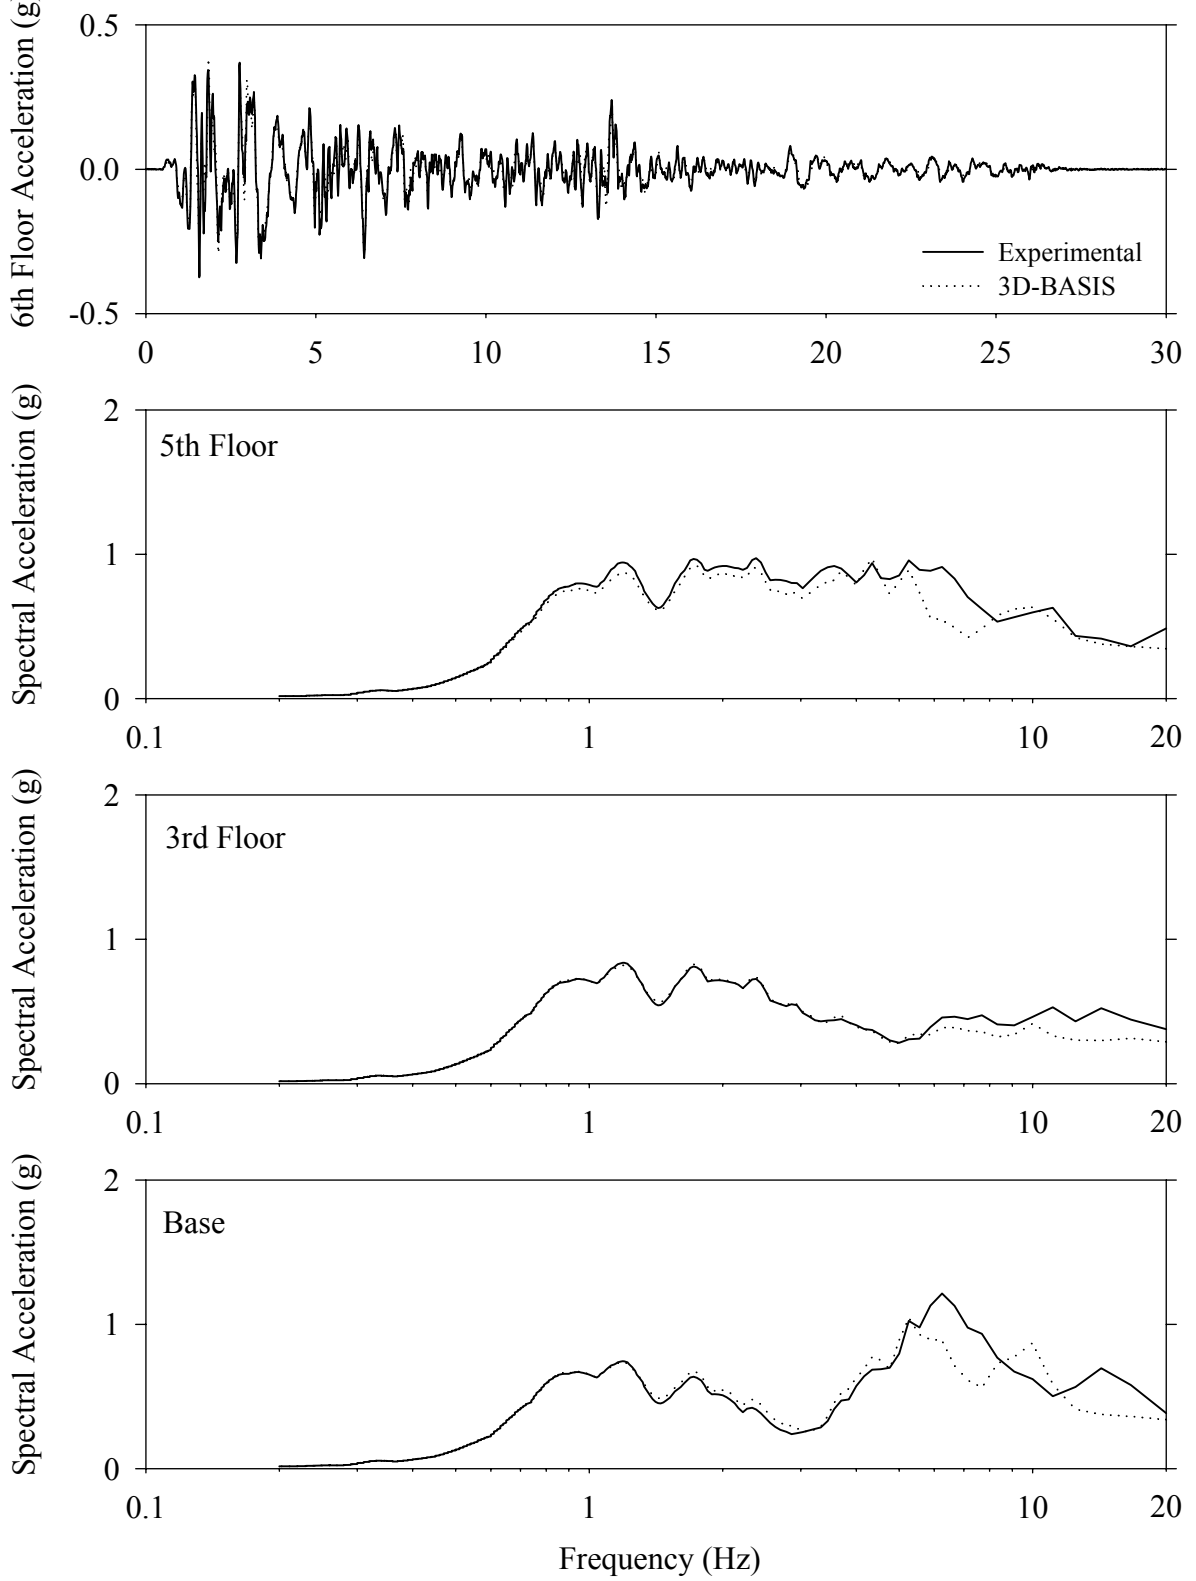 6th Floor Acceleration (g)
0.5
0.0
-0.5
Experimental
3D-BASIS
0 5 10 15 20 25 30
Spectral Acceleration (g)
2
1
0
5th Floor
0.1 1 10 20
Spectral Acceleration (g)
2
1
0
3rd Floor
0.1 1 10 20
Spectral Acceleration (g)
2
1
0
Base
0.1 1 10 20
Frequency (Hz)